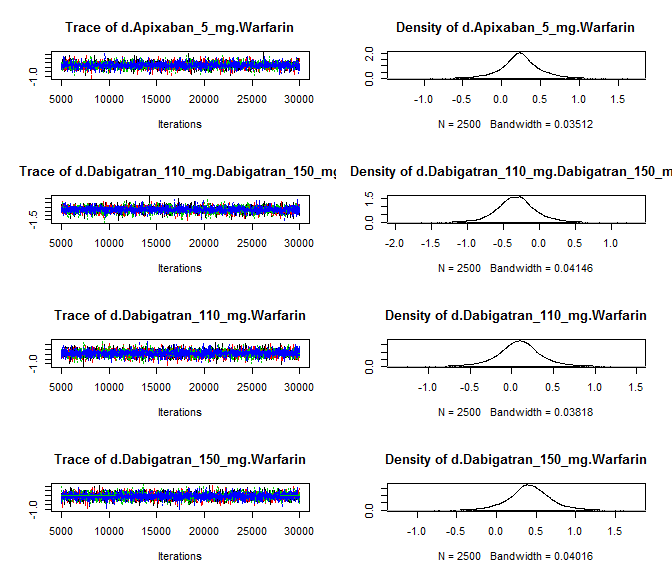 Trace of d.Apixaban_5_mg.Warfarin
-1.0
5000 10000 15000 20000 25000 30000
Iterations
Density of d.Apixaban_5_mg.Warfarin
0.0 2.0
-1.0 -0.5 0.0 0.5 1.0 1.5
N = 2500 Bandwidth = 0.03512
Trace of d.Dabigatran_110_mg.Dabigatran_150_mg
-1.5
5000 10000 15000 20000 25000 30000
Iterations
Density of d.Dabigatran_110_mg.Dabigatran_150_m
0.0 1.5
-2.0 -1.5 -1.0 -0.5 0.0 0.5 1.0
N = 2500 Bandwidth = 0.04146
Trace of d.Dabigatran_110_mg.Warfarin
-1.0
5000 10000 15000 20000 25000 30000
Iterations
Density of d.Dabigatran_110_mg.Warfarin
0.0
-1.0 -0.5 0.0 0.5 1.0 1.5
N = 2500 Bandwidth = 0.03818
Trace of d.Dabigatran_150_mg.Warfarin
-1.0
5000 10000 15000 20000 25000 30000
Iterations
Density of d.Dabigatran_150_mg.Warfarin
0.0
-1.0 -0.5 0.0 0.5 1.0 1.5
N = 2500 Bandwidth = 0.04016